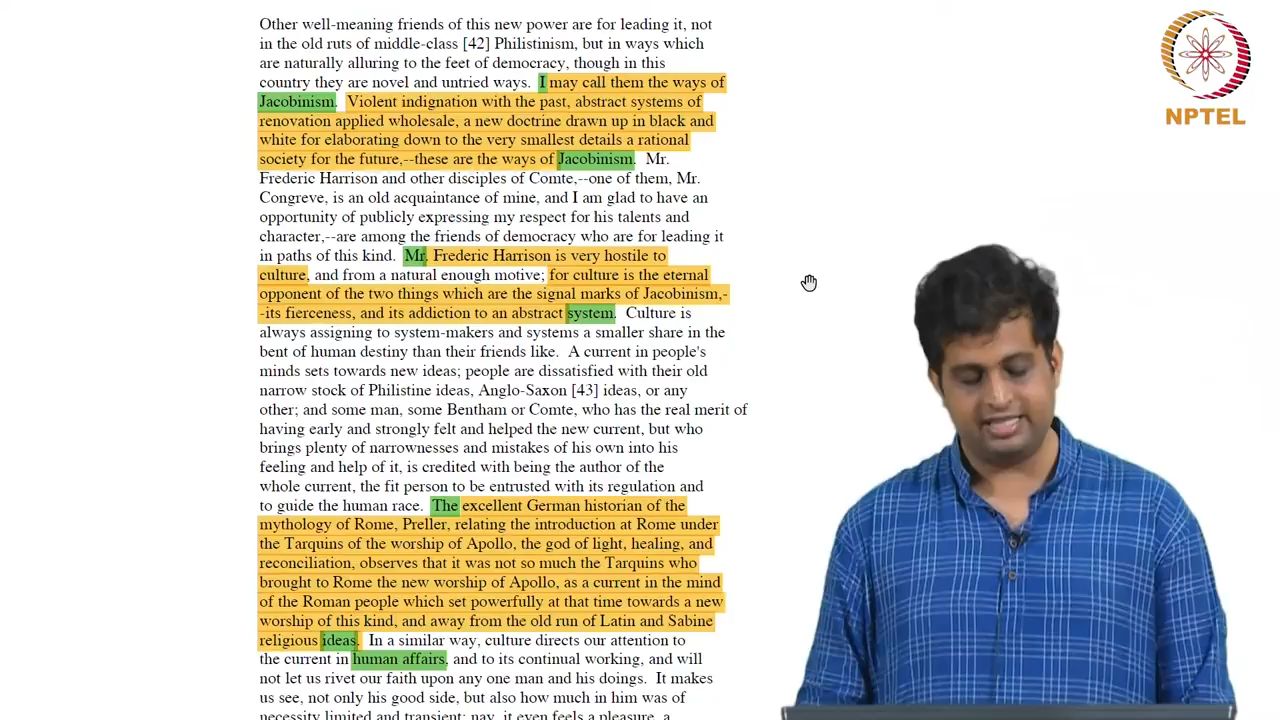 Other well-meaning friends of this new power are for leading it, not
in the old ruts of middle-class [42] Philistinism, but in ways which
are naturally alluring to the feet of democracy, though in this
country they are novel and untried ways. I may call them the ways of
Jacobinism. Violent indignation with the past, abstract systems of
renovation applied wholesale, a new doctrine drawn up in black and
white for elaborating down to the very smallest details a rational
society for the future,--these are the ways of Jacobinism. Mr.
Frederic Harrison and other disciples of Comte,--one of them, Mr.
Congreve, is an old acquaintance of mine, and I am glad to have an
opportunity of publicly expressing my respect for his talents and
character,--are among the friends of democracy who are for leading it
in paths of this kind. Mr. Frederic Harrison is very hostile to
culture, and from a natural enough motive; for culture is the eternal
opponent of the two things which are the signal marks of Jacobinism,-
-its fierceness, and its addiction to an abstract system. Culture is
always assigning to system-makers and systems a smaller share in the
bent of human destiny than their friends like. A current in people's
minds sets towards new ideas; people are dissatisfied with their old
narrow stock of Philistine ideas, Anglo-Saxon [43] ideas, or any
other; and some man, some Bentham or Comte, who has the real merit of
having early and strongly felt and helped the new current, but who
brings plenty of narrownesses and mistakes of his own into his
feeling and help of it, is credited with being the author of the
whole current, the fit person to be entrusted with its regulation and
to guide the human race. The excellent German historian of the
mythology of Rome, Preller, relating the introduction at Rome under
the Tarquins of the worship of Apollo, the god of light, healing, and
reconciliation, observes that it was not so much the Tarquins who
brought to Rome the new worship of Apollo, as a current in the mind
of the Roman people which set powerfully at that time towards a new
worship of this kind, and away from the old run of Latin and Sabine
religious ideas. In a similar way, culture directs our attention to
the current in human affairs, and to its continual working, and will
not let us rivet our faith upon any one man and his doings. It makes
us see, not only his good side, but also how much in him was of
necessity limited and transient; nay, it even feels a pleasure, a
NPTEL